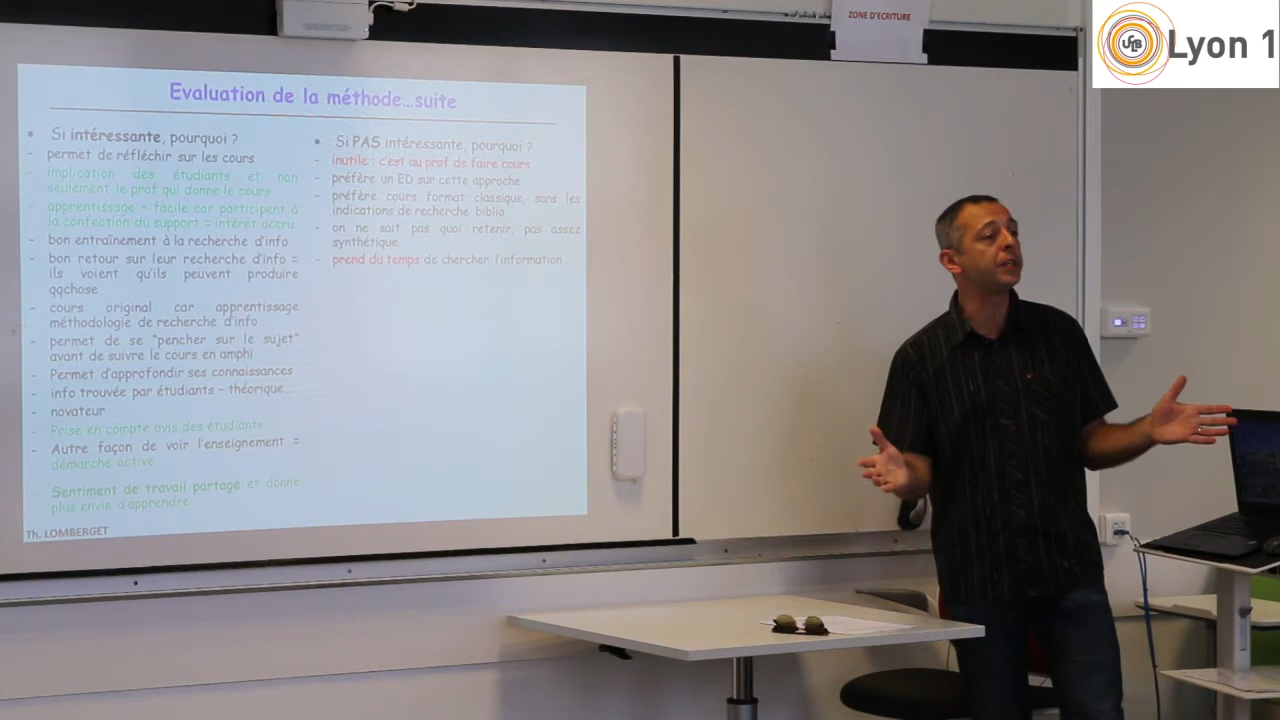 ZONE D'ECRITURE
UCLB
Lyon 1
Evaluation de la méthode...suite
• Si intéressante, pourquoi ?
- permet de réfléchir sur les cours
- implication des étudiants et non
seulement le prof qui donne le cours
- apprentissage + facile car participent à
la confection du support = intérêt accru
- bon entraînement à la recherche d'info
- bon retour sur leur recherche d'info =
ils voient qu'ils peuvent produire
qqchose
- cours original car apprentissage
méthodologie de recherche d'info
- permet de se "pencher sur le sujet"
avant de suivre le cours en amphi
- Permet d'approfondir ses connaissances
- info trouvée par étudiants - théorique...
- novateur
- Prise en compte avis des étudiants
- Autre façon de voir l'enseignement =
démarche active
- Sentiment de travail partagé et donne
plus envie d'apprendre
• Si PAS intéressante, pourquoi ?
- inutile : c'est au prof de faire cours
- préfère un ED sur cette approche
- préfère cours format classique, sans les
indications de recherche biblio
- on ne sait pas quoi retenir, pas assez
synthétique
- prend du temps de chercher l'information
Th. LOMBERGET